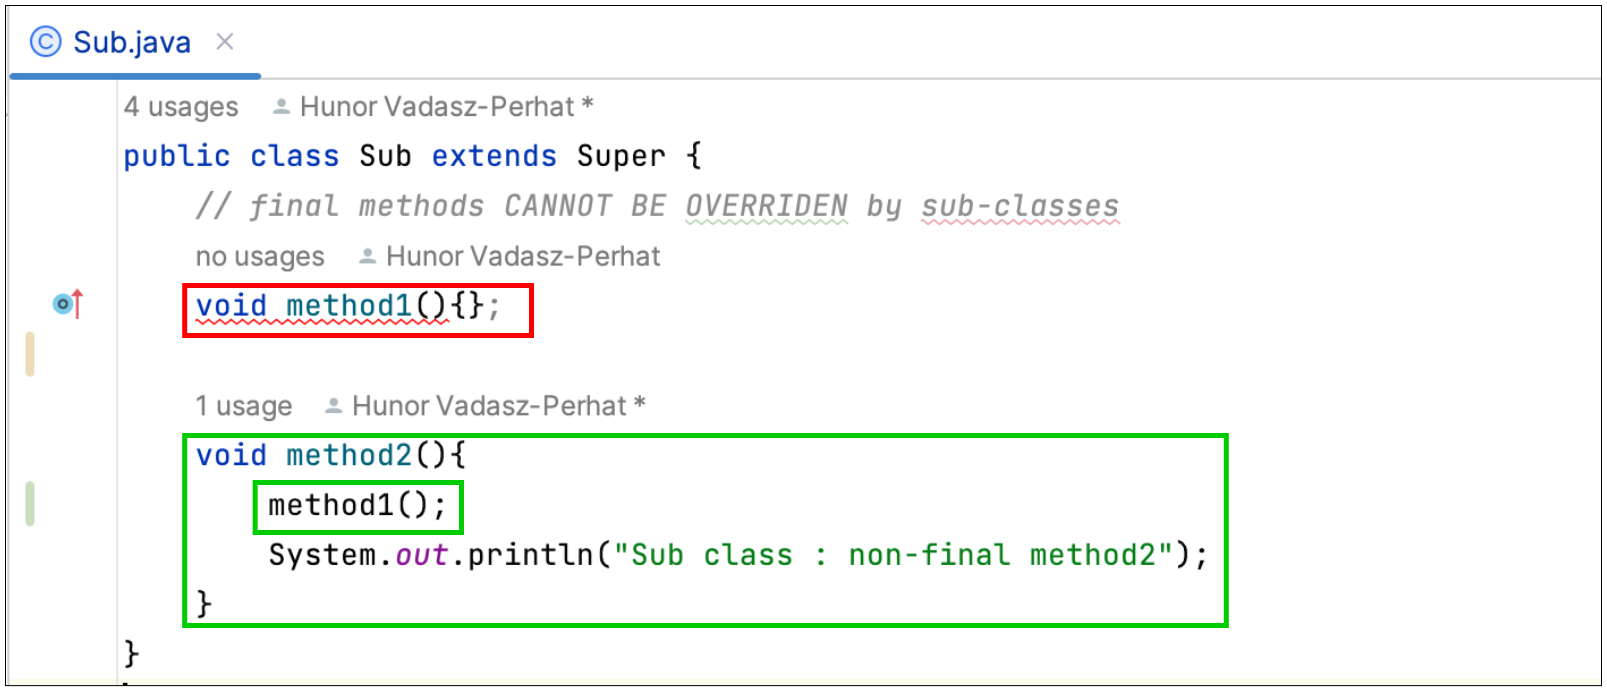 Sub.java
4 usages Hunor Vadasz-Perhat *
public class Sub extends Super {
// final methods CANNOT BE OVERRIDEN by sub-classes
no usages Hunor Vadasz-Perhat
void method1(){};
1 usage Hunor Vadasz-Perhat *
void method2(){
method1();
System.out.println("Sub class : non-final method2");
}
}